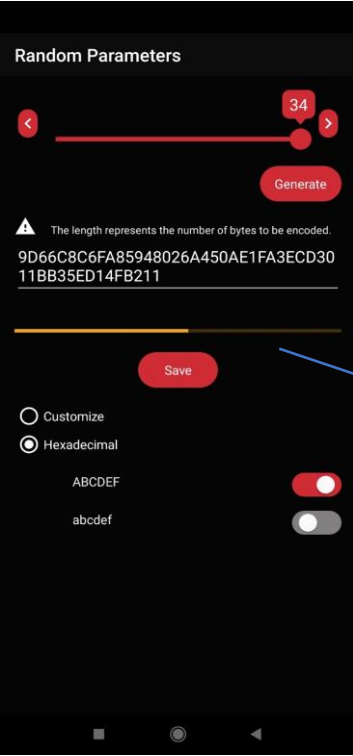 Random Parameters
34
Generate
The length represents the number of bytes to be encoded.
9D66C8C6FA85948026A450AE1FA3ECD30
11BB35ED14FB211
Save
Customize
Hexadecimal
ABCDEF
abcdef